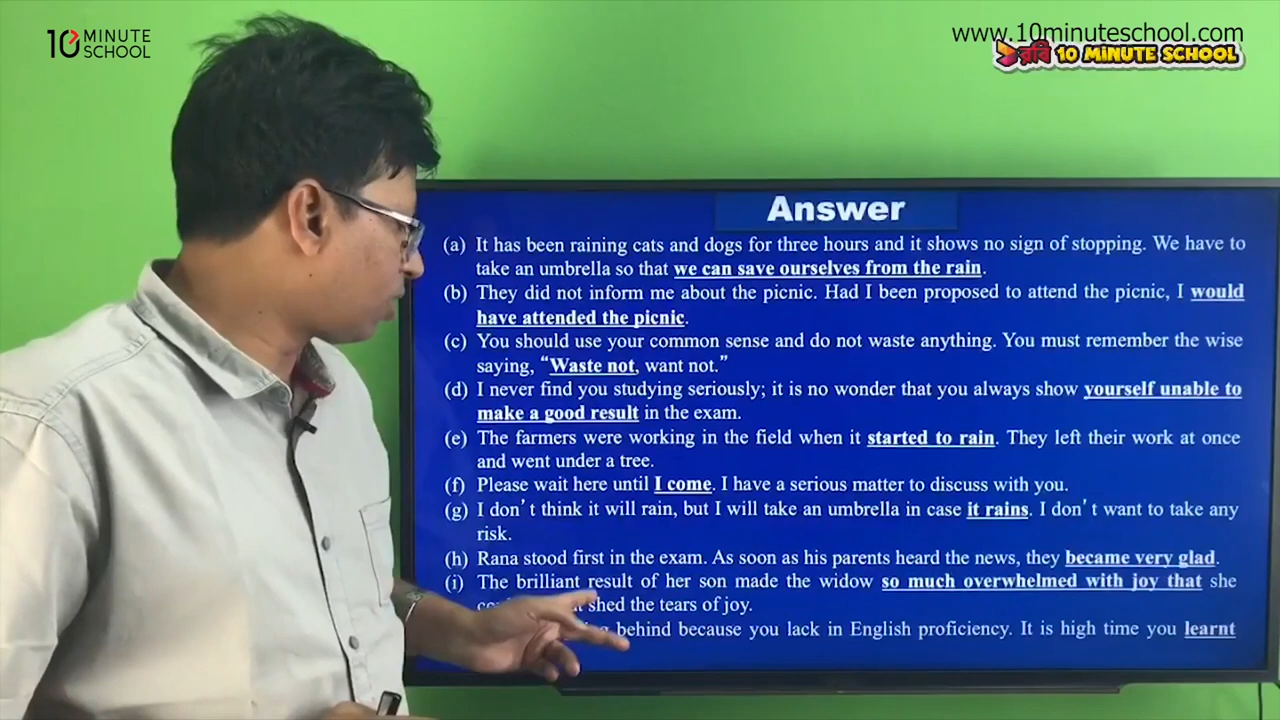 10 MINUTE SCHOOL
www.10minuteschool.com
রবি 10 MINUTE SCHOOL
Answer
(a) It has been raining cats and dogs for three hours and it shows no sign of stopping. We have to
take an umbrella so that we can save ourselves from the rain.
(b) They did not inform me about the picnic. Had I been proposed to attend the picnic, I would
have attended the picnic.
(c) You should use your common sense and do not waste anything. You must remember the wise
saying, “Waste not, want not.”
(d) I never find you studying seriously; it is no wonder that you always show yourself unable to
make a good result in the exam.
(e) The farmers were working in the field when it started to rain. They left their work at once
and went under a tree.
(f) Please wait here until I come. I have a serious matter to discuss with you.
(g) I don’t think it will rain, but I will take an umbrella in case it rains. I don’t want to take any
risk.
(h) Rana stood first in the exam. As soon as his parents heard the news, they became very glad.
(i) The brilliant result of her son made the widow so much overwhelmed with joy that she
shed the tears of joy.
behind because you lack in English proficiency. It is high time you learnt